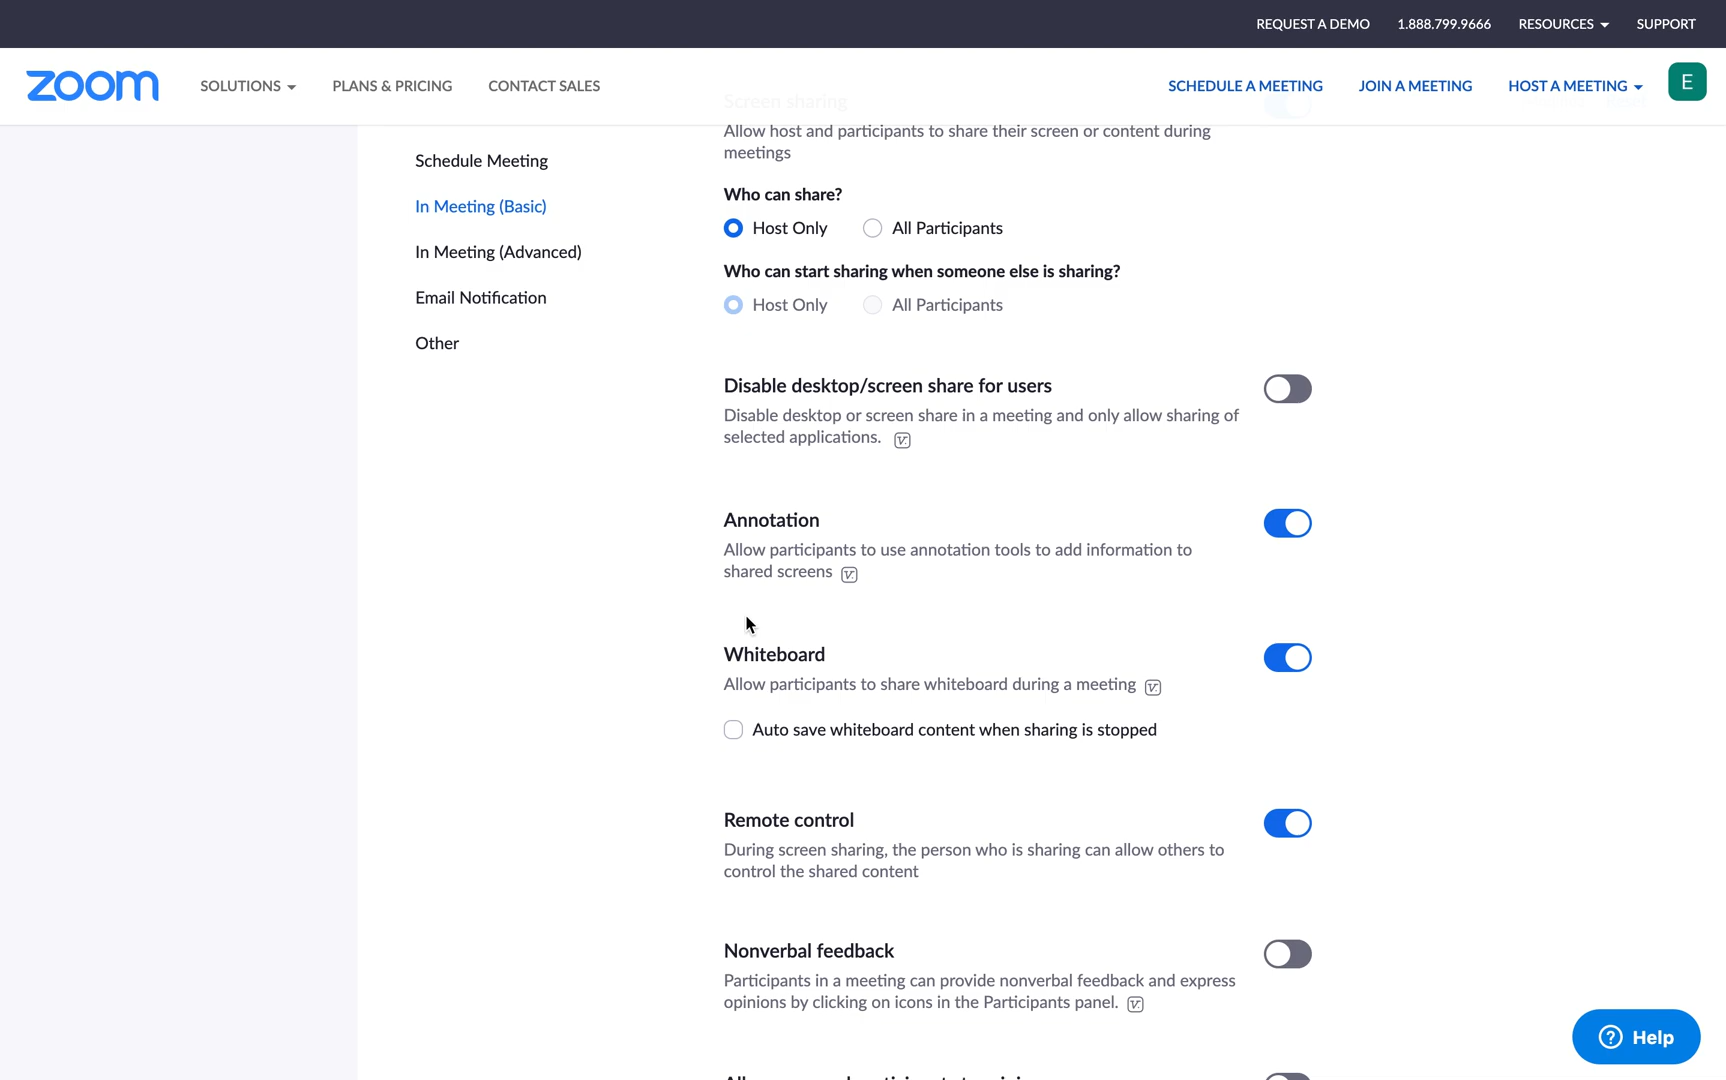 REQUEST A DEMO 1.888.799.9666 RESOURCES SUPPORT
zoom SOLUTIONS PLANS & PRICING CONTACT SALES SCHEDULE A MEETING JOIN A MEETING HOST A MEETING E
Screen sharing
Allow host and participants to share their screen or content during
meetings
Schedule Meeting
In Meeting (Basic)
In Meeting (Advanced)
Email Notification
Other
Who can share?
Host Only All Participants
Who can start sharing when someone else is sharing?
Host Only All Participants
Disable desktop/screen share for users
Disable desktop or screen share in a meeting and only allow sharing of
selected applications.
Annotation
Allow participants to use annotation tools to add information to
shared screens
Whiteboard
Allow participants to share whiteboard during a meeting
Auto save whiteboard content when sharing is stopped
Remote control
During screen sharing, the person who is sharing can allow others to
control the shared content
Nonverbal feedback
Participants in a meeting can provide nonverbal feedback and express
opinions by clicking on icons in the Participants panel.
Help